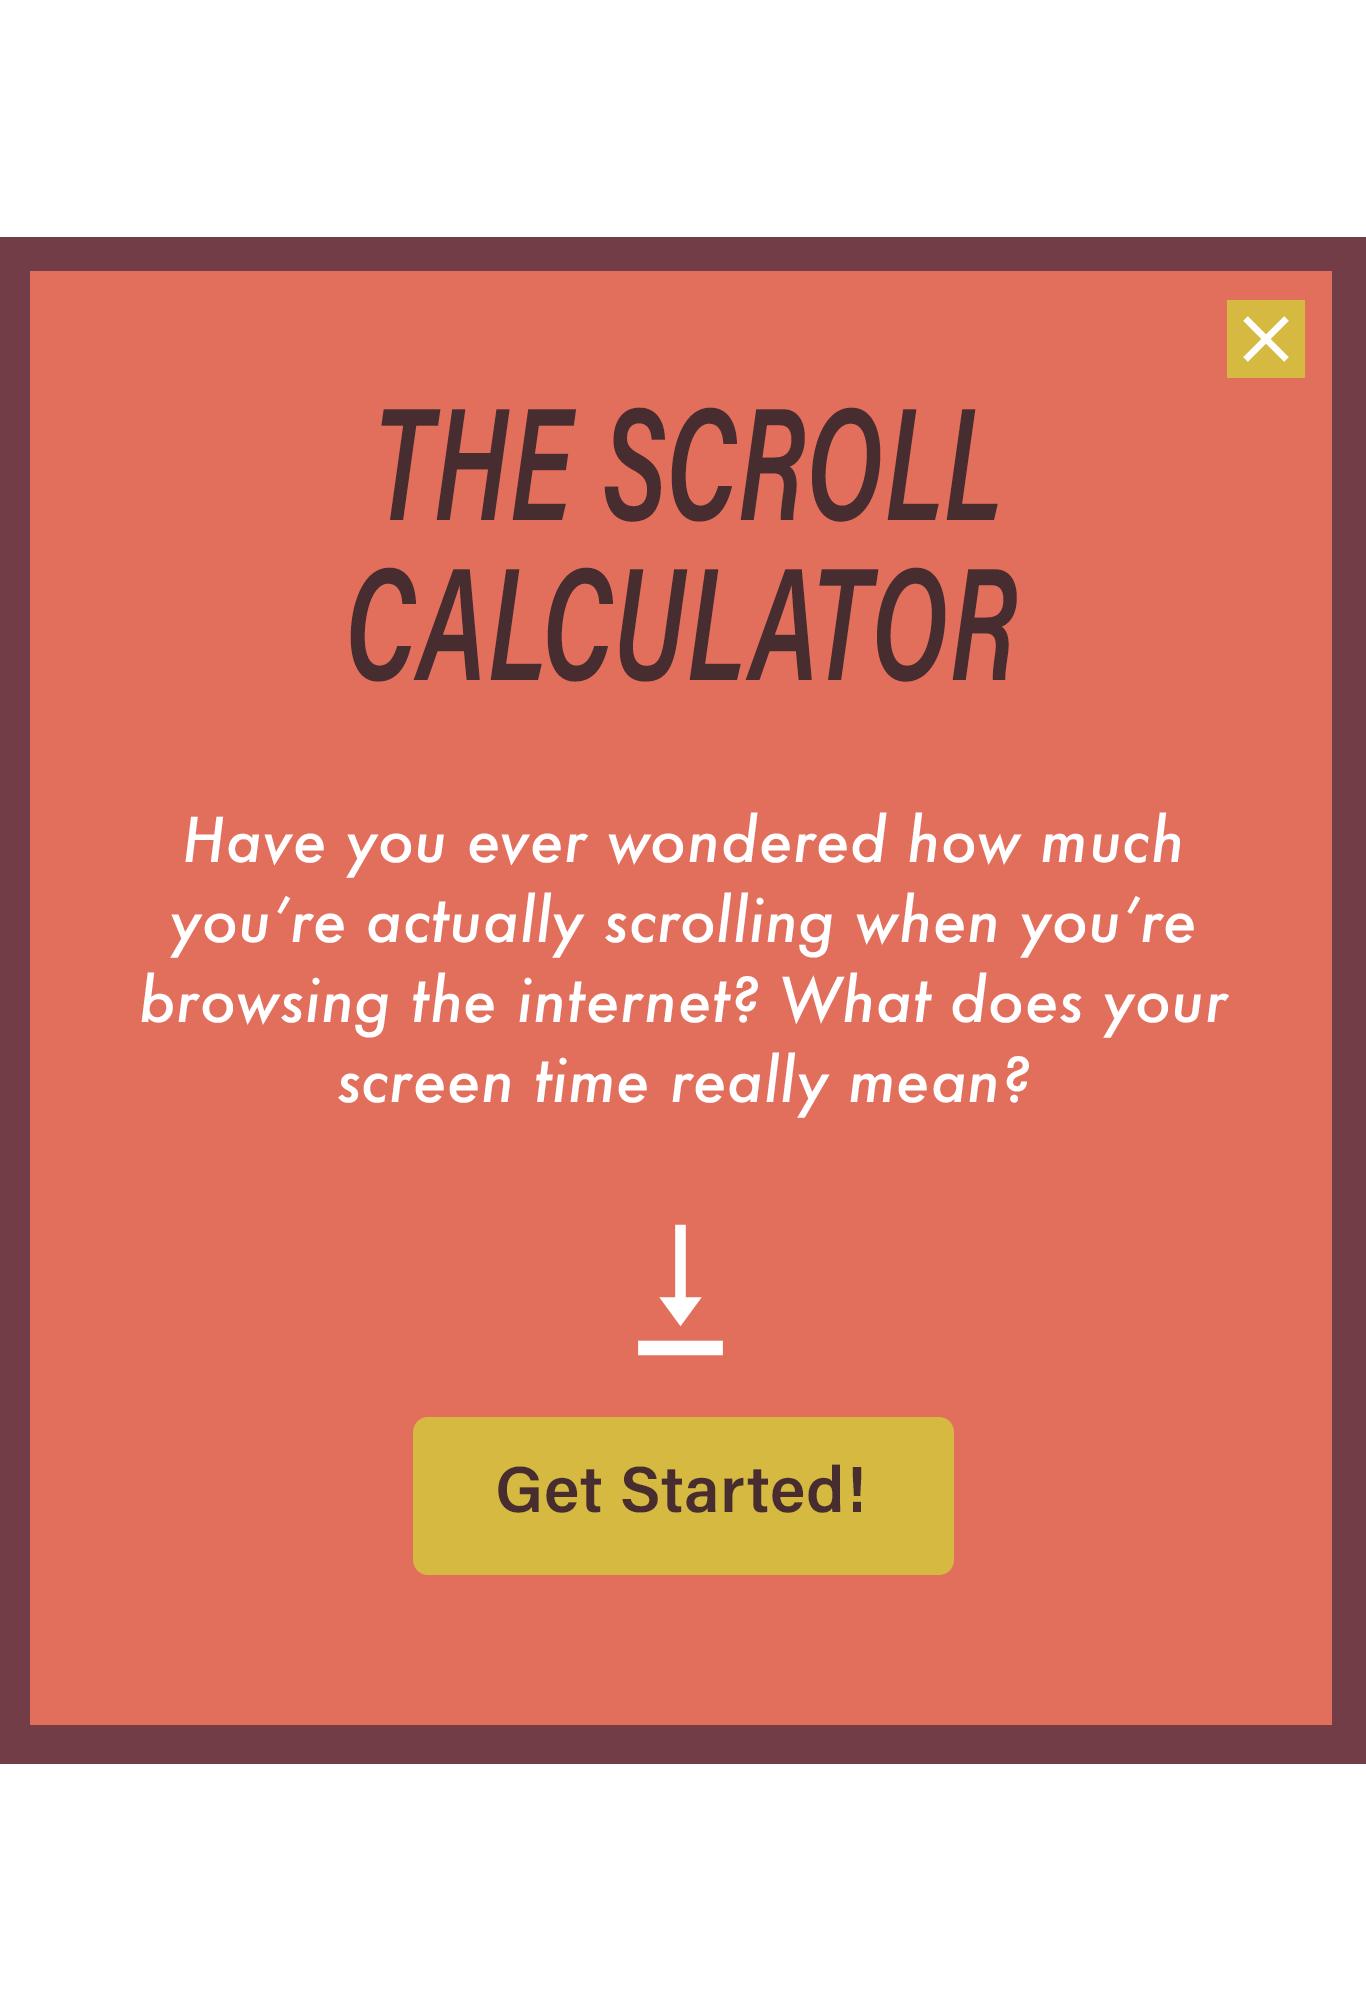 THE SCROLL
CALCULATOR
Have you ever wondered how much
you’re actually scrolling when you’re
browsing the internet? What does your
screen time really mean?
Get Started!